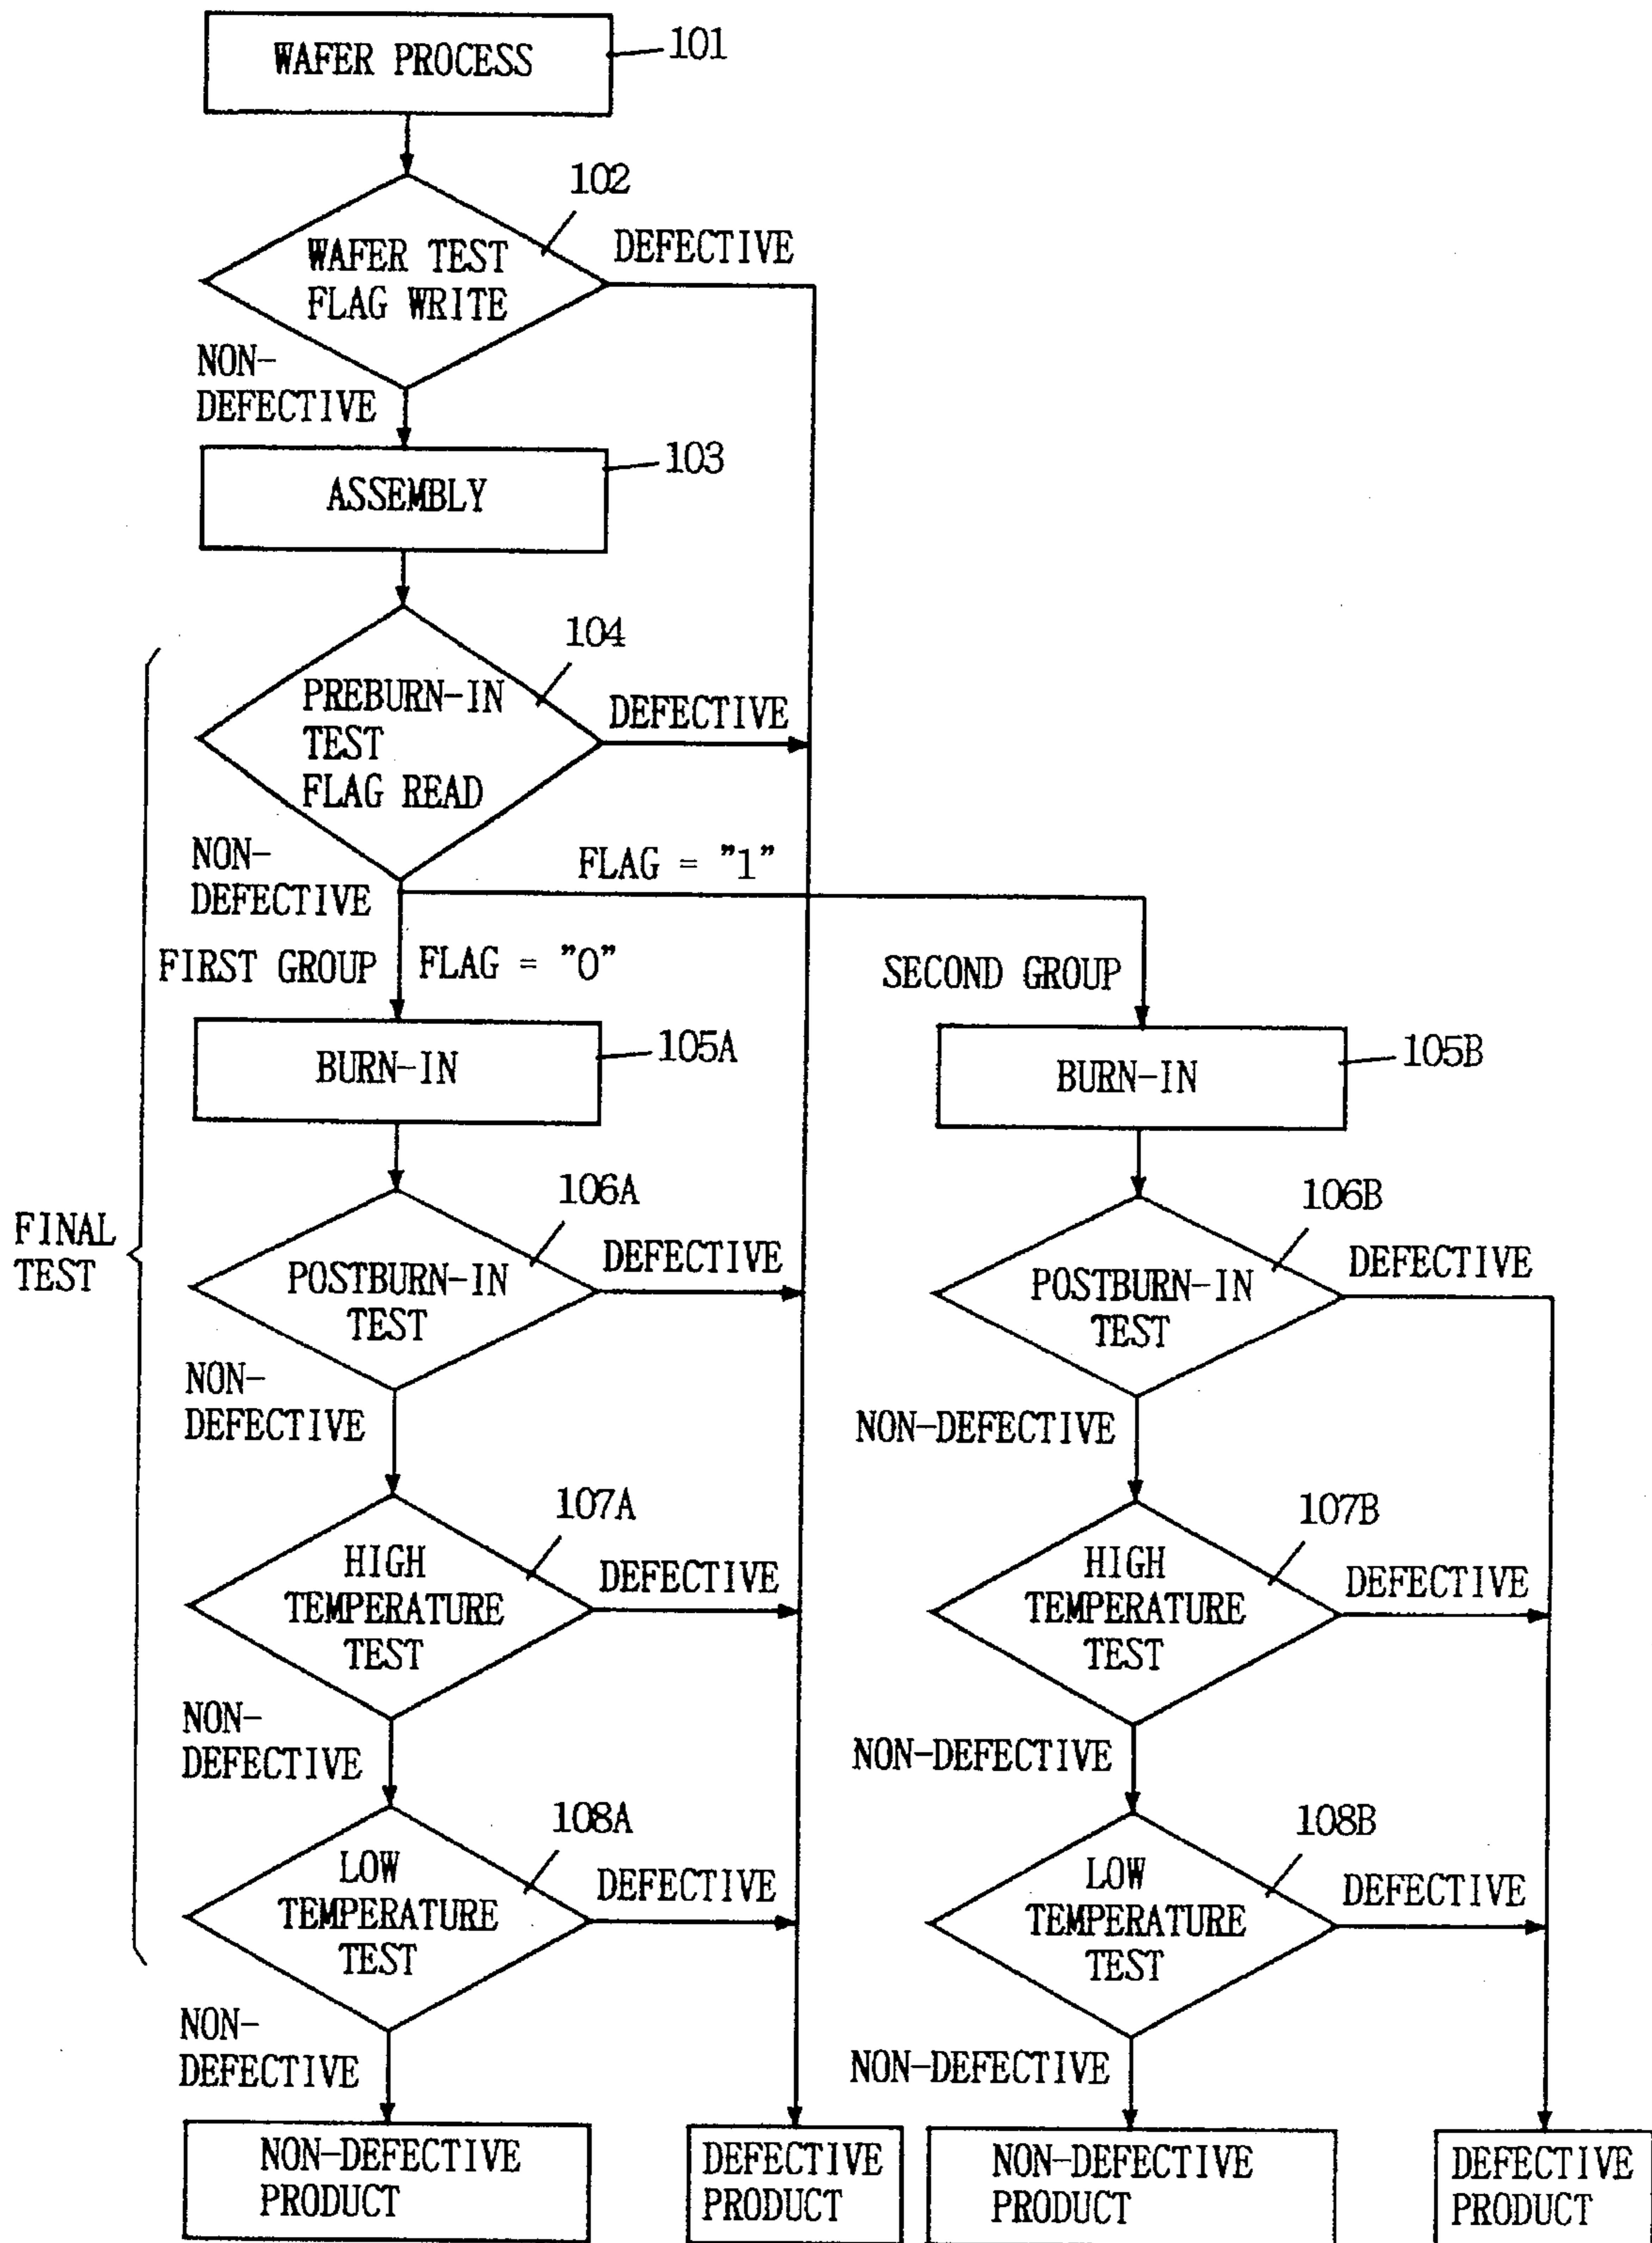 WAFER PROCESS
101
102
WAFER TEST
FLAG WRITE
DEFECTIVE
NON-
DEFECTIVE
103
ASSEMBLY
104
PREBURN-IN
TEST
FLAG READ
DEFECTIVE
NON-
DEFECTIVE
FLAG = "1"
FIRST GROUP
FLAG = "0"
SECOND GROUP
BURN-IN
105A
BURN-IN
105B
FINAL
TEST
106A
POSTBURN-IN
TEST
DEFECTIVE
106B
POSTBURN-IN
TEST
DEFECTIVE
NON-
DEFECTIVE
NON-DEFECTIVE
107A
HIGH
TEMPERATURE
TEST
DEFECTIVE
107B
HIGH
TEMPERATURE
TEST
DEFECTIVE
NON-
DEFECTIVE
NON-DEFECTIVE
108A
LOW
TEMPERATURE
TEST
DEFECTIVE
108B
LOW
TEMPERATURE
TEST
DEFECTIVE
NON-
DEFECTIVE
NON-DEFECTIVE
NON-DEFECTIVE
PRODUCT
DEFECTIVE
PRODUCT
NON-DEFECTIVE
PRODUCT
DEFECTIVE
PRODUCT